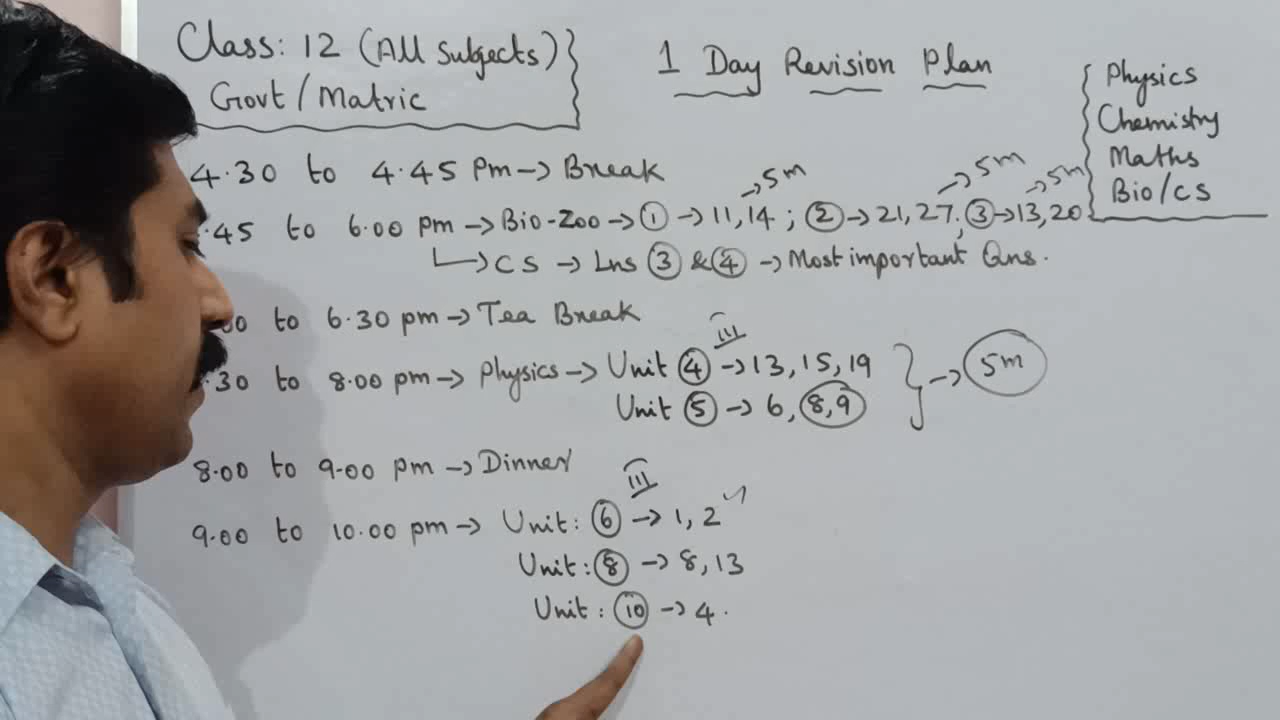 Class: 12 (All Subjects)
Govt / Matric
1 Day Revision Plan
Physics
Chemistry
Maths
Bio/CS
4.30 to 4.45 Pm → Break
.45 to 6.00 pm → Bio-Zoo → ① → 11, 14 ; ② → 21, 27; ③ → 13, 20
→ 5m → 5m → 5m
↳ CS → Lns ③ & ④ → Most important Qns.
00 to 6.30 pm → Tea Break
III
.30 to 8.00 pm → Physics → Unit ④ → 13, 15, 19
Unit ⑤ → 6, 8, 9
→ 5m
8.00 to 9.00 pm → Dinner
III
9.00 to 10.00 pm → Unit: ⑥ → 1, 2
Unit: ⑧ → 8, 13
Unit: ⑩ → 4.